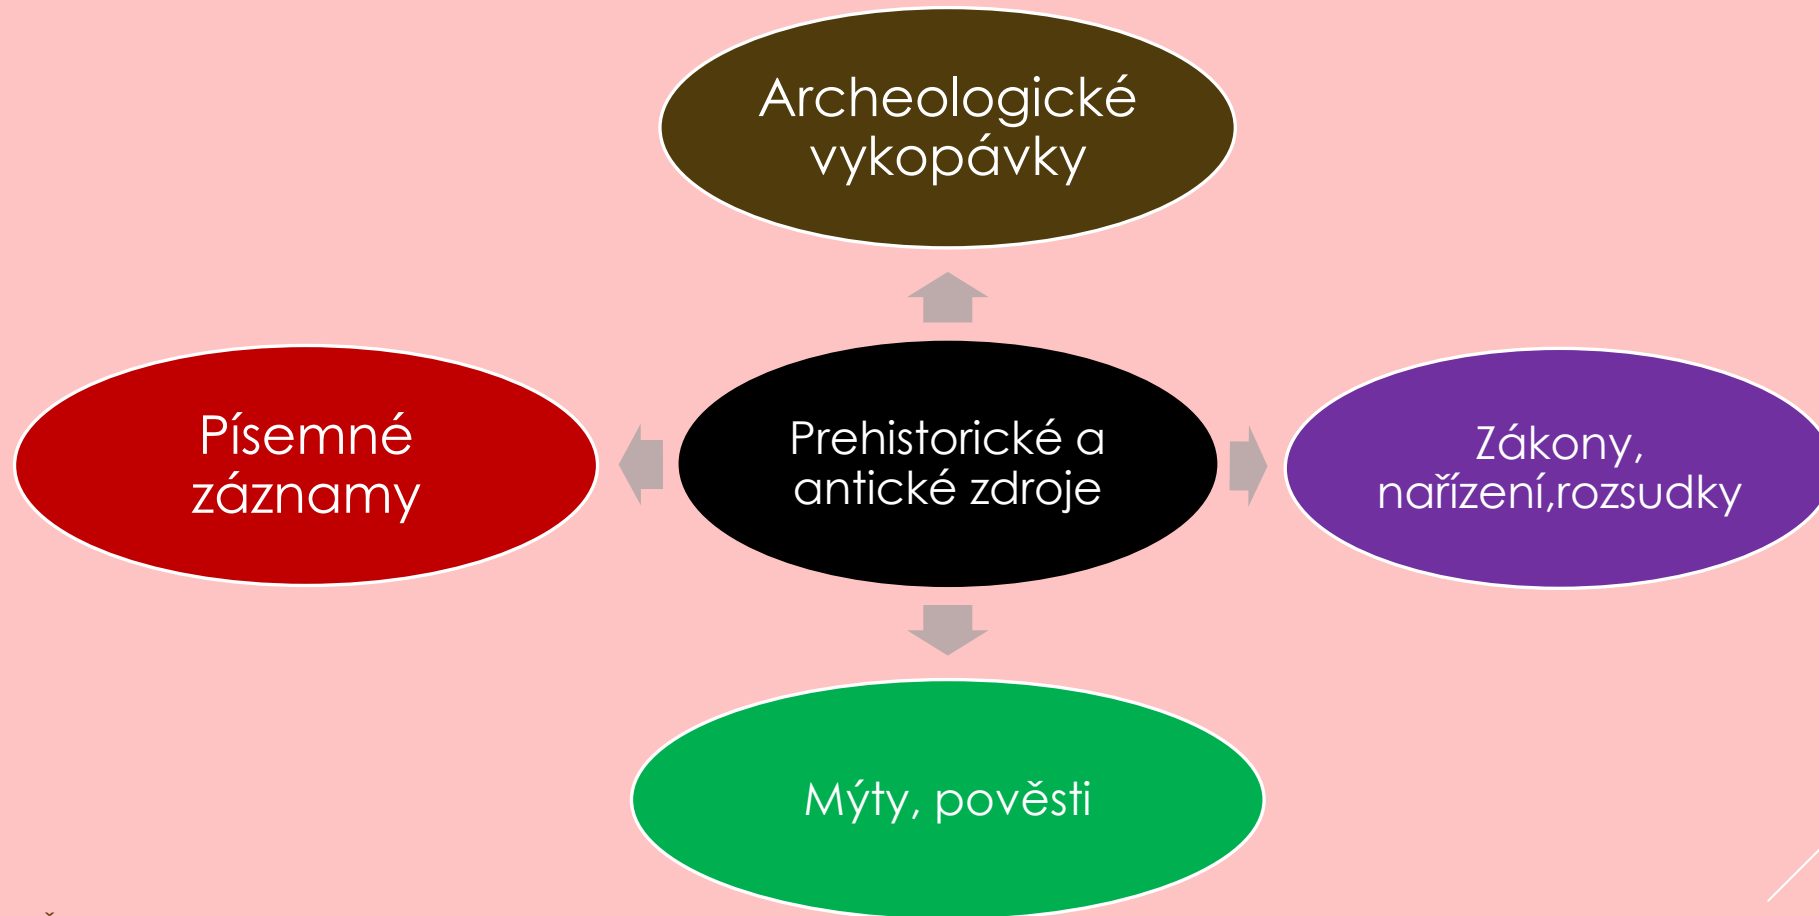 Archeologické
vykopávky
Písemné
záznamy
Prehistorické a
antické zdroje
Zákony,
nařízení,rozsudky
Mýty, pověsti